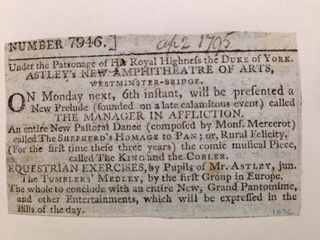 NUMBER 7946.]
ap 2 1795
Under the Patronage of His Royal Highness the DUKE of YORK.
ASTLEY's NEW AMPHITHEATRE OF ARTS,
WESTMINSTER-BRIDGE.
ON Monday next, 6th instant, will be presented a
New Prelude (founded on a late calamitous event) called
THE MANAGER IN AFFLICTION.
An entire New Pastoral Dance (composed by Mons. Mercerot)
called THE SHEPHERD'S HOMAGE TO PAN; or, Rural Felicity.
(For the first time these three years) the comic musical Piece,
called THE KING and the COBLER.
EQUESTRIAN EXERCISES, by Pupils of Mr. ASTLEY, jun.
THE TUMBLERS' MEDLEY, by the first Group in Europe.
The whole to conclude with an entire New, Grand Pantomime,
and other Entertainments, which will be expressed in the
Bills of the day.